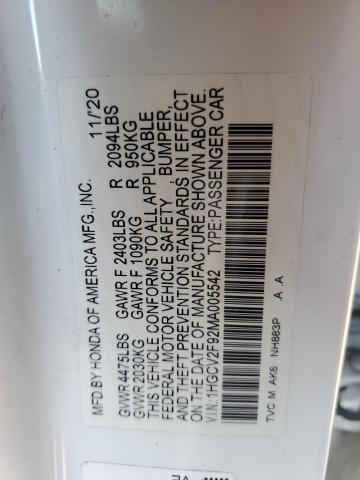 MFD.BY HONDA OF AMERICA MFG.,INC. 11/20
GVWR 4475LBS GAWR F 2403LBS R 2094LBS
GVWR 2030KG GAWR F 1090KG R 950KG
THIS VEHICLE CONFORMS TO ALL APPLICABLE
FEDERAL MOTOR VEHICLE SAFETY, BUMPER,
AND THEFT PREVENTION STANDARDS IN EFFECT
ON THE DATE OF MANUFACTURE SHOWN ABOVE.
V.I.N.:1HGCV2F92MA005542 TYPE:PASSENGER CAR
TVC M AK6 NH883P .A .A